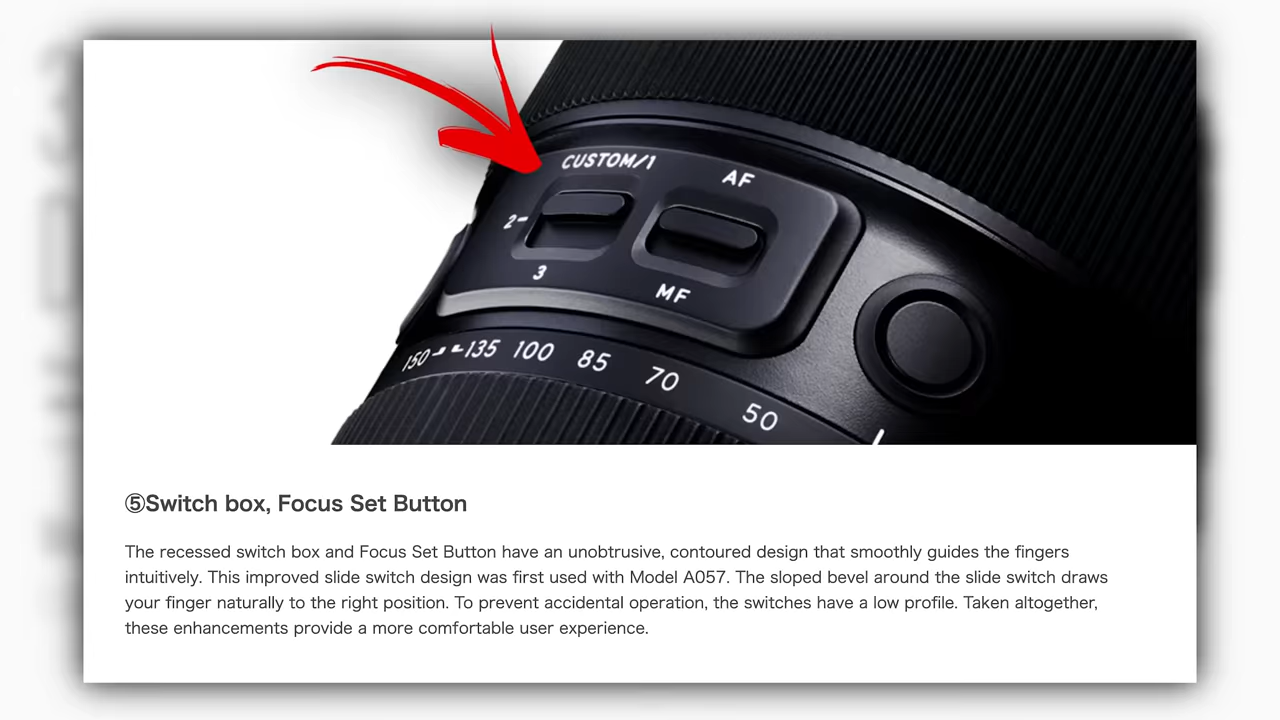 CUSTOM/1
AF
2-
3
MF
150 135 100 85 70 50
⑤Switch box, Focus Set Button
The recessed switch box and Focus Set Button have an unobtrusive, contoured design that smoothly guides the fingers
intuitively. This improved slide switch design was first used with Model A057. The sloped bevel around the slide switch draws
your finger naturally to the right position. To prevent accidental operation, the switches have a low profile. Taken altogether,
these enhancements provide a more comfortable user experience.